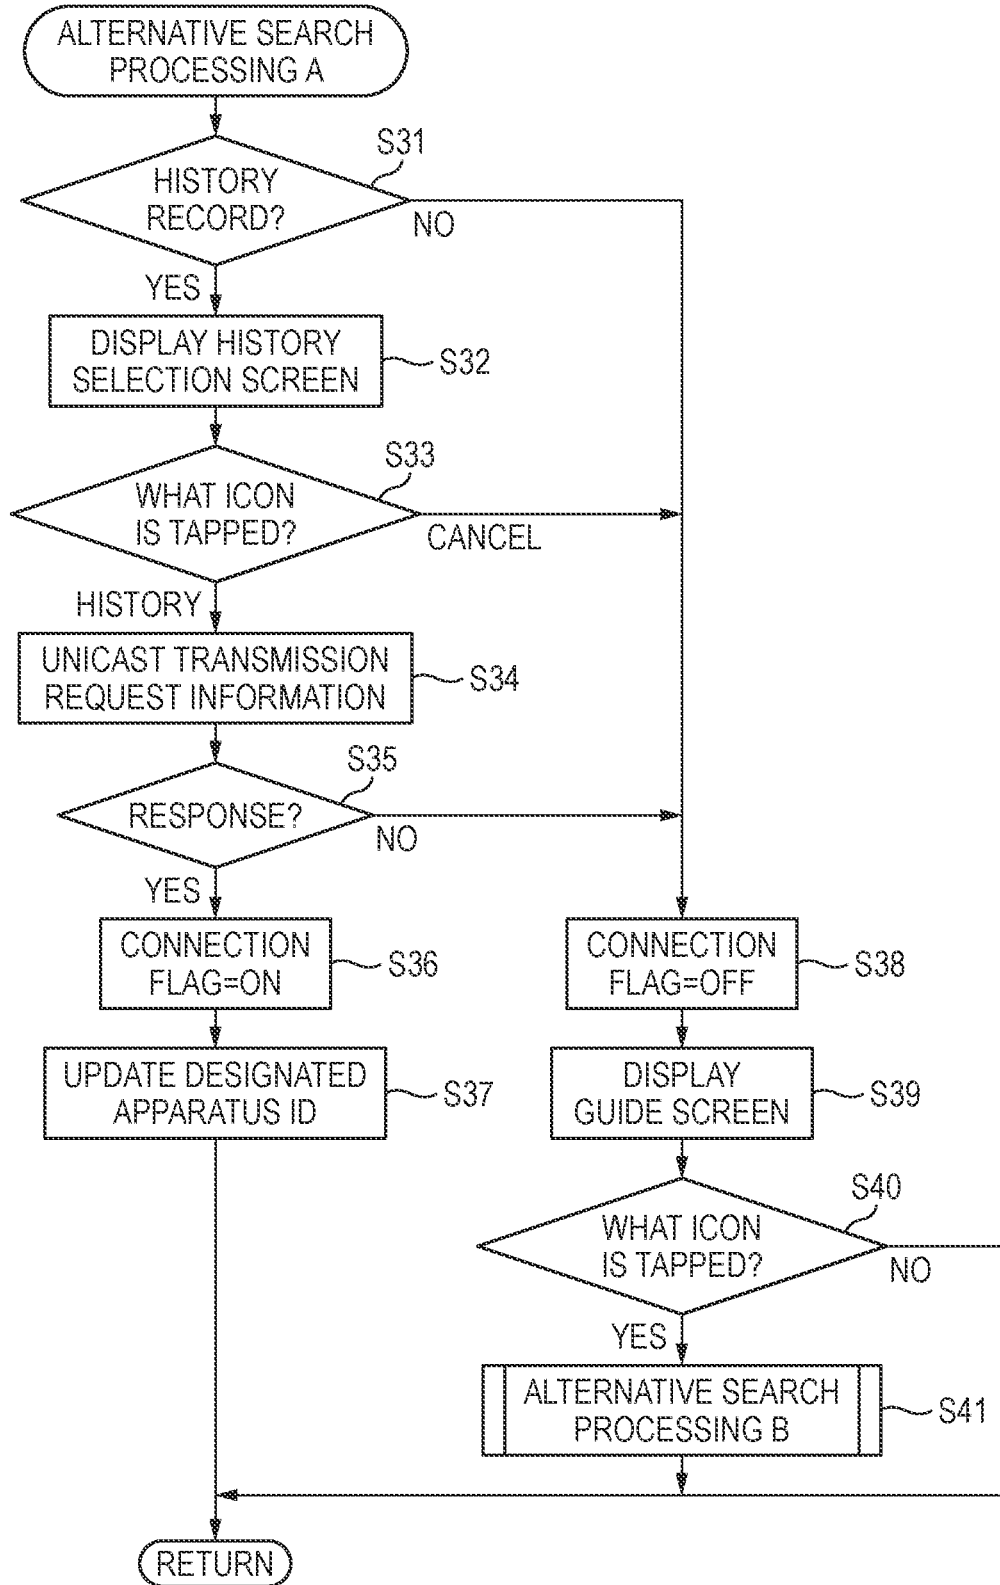 ALTERNATIVE SEARCH
PROCESSING A
S31
HISTORY
RECORD?
NO
YES
DISPLAY HISTORY
SELECTION SCREEN
S32
S33
WHAT ICON
IS TAPPED?
CANCEL
HISTORY
UNICAST TRANSMISSION
REQUEST INFORMATION
S34
S35
RESPONSE?
NO
YES
CONNECTION
FLAG=ON
S36
CONNECTION
FLAG=OFF
S38
UPDATE DESIGNATED
APPARATUS ID
S37
DISPLAY
GUIDE SCREEN
S39
S40
WHAT ICON
IS TAPPED?
NO
YES
ALTERNATIVE SEARCH
PROCESSING B
S41
RETURN